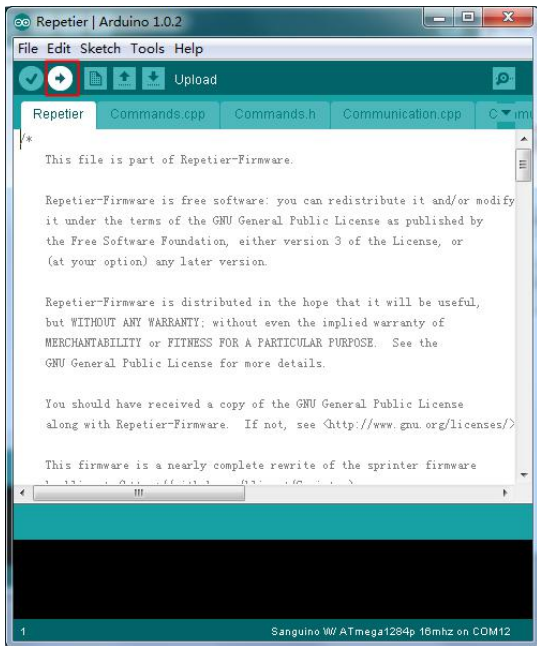 Repetier | Arduino 1.0.2
File Edit Sketch Tools Help
Upload
Repetier Commands.cpp Commands.h Communication.cpp C mu
/*
This file is part of Repetier-Firmware.
Repetier-Firmware is free software: you can redistribute it and/or modify
it under the terms of the GNU General Public License as published by
the Free Software Foundation, either version 3 of the License, or
(at your option) any later version.
Repetier-Firmware is distributed in the hope that it will be useful,
but WITHOUT ANY WARRANTY; without even the implied warranty of
MERCHANTABILITY or FITNESS FOR A PARTICULAR PURPOSE. See the
GNU General Public License for more details.
You should have received a copy of the GNU General Public License
along with Repetier-Firmware. If not, see <http://www.gnu.org/licenses/>
This firmware is a nearly complete rewrite of the sprinter firmware
1 Sanguino W/ ATmega1284p 16mhz on COM12